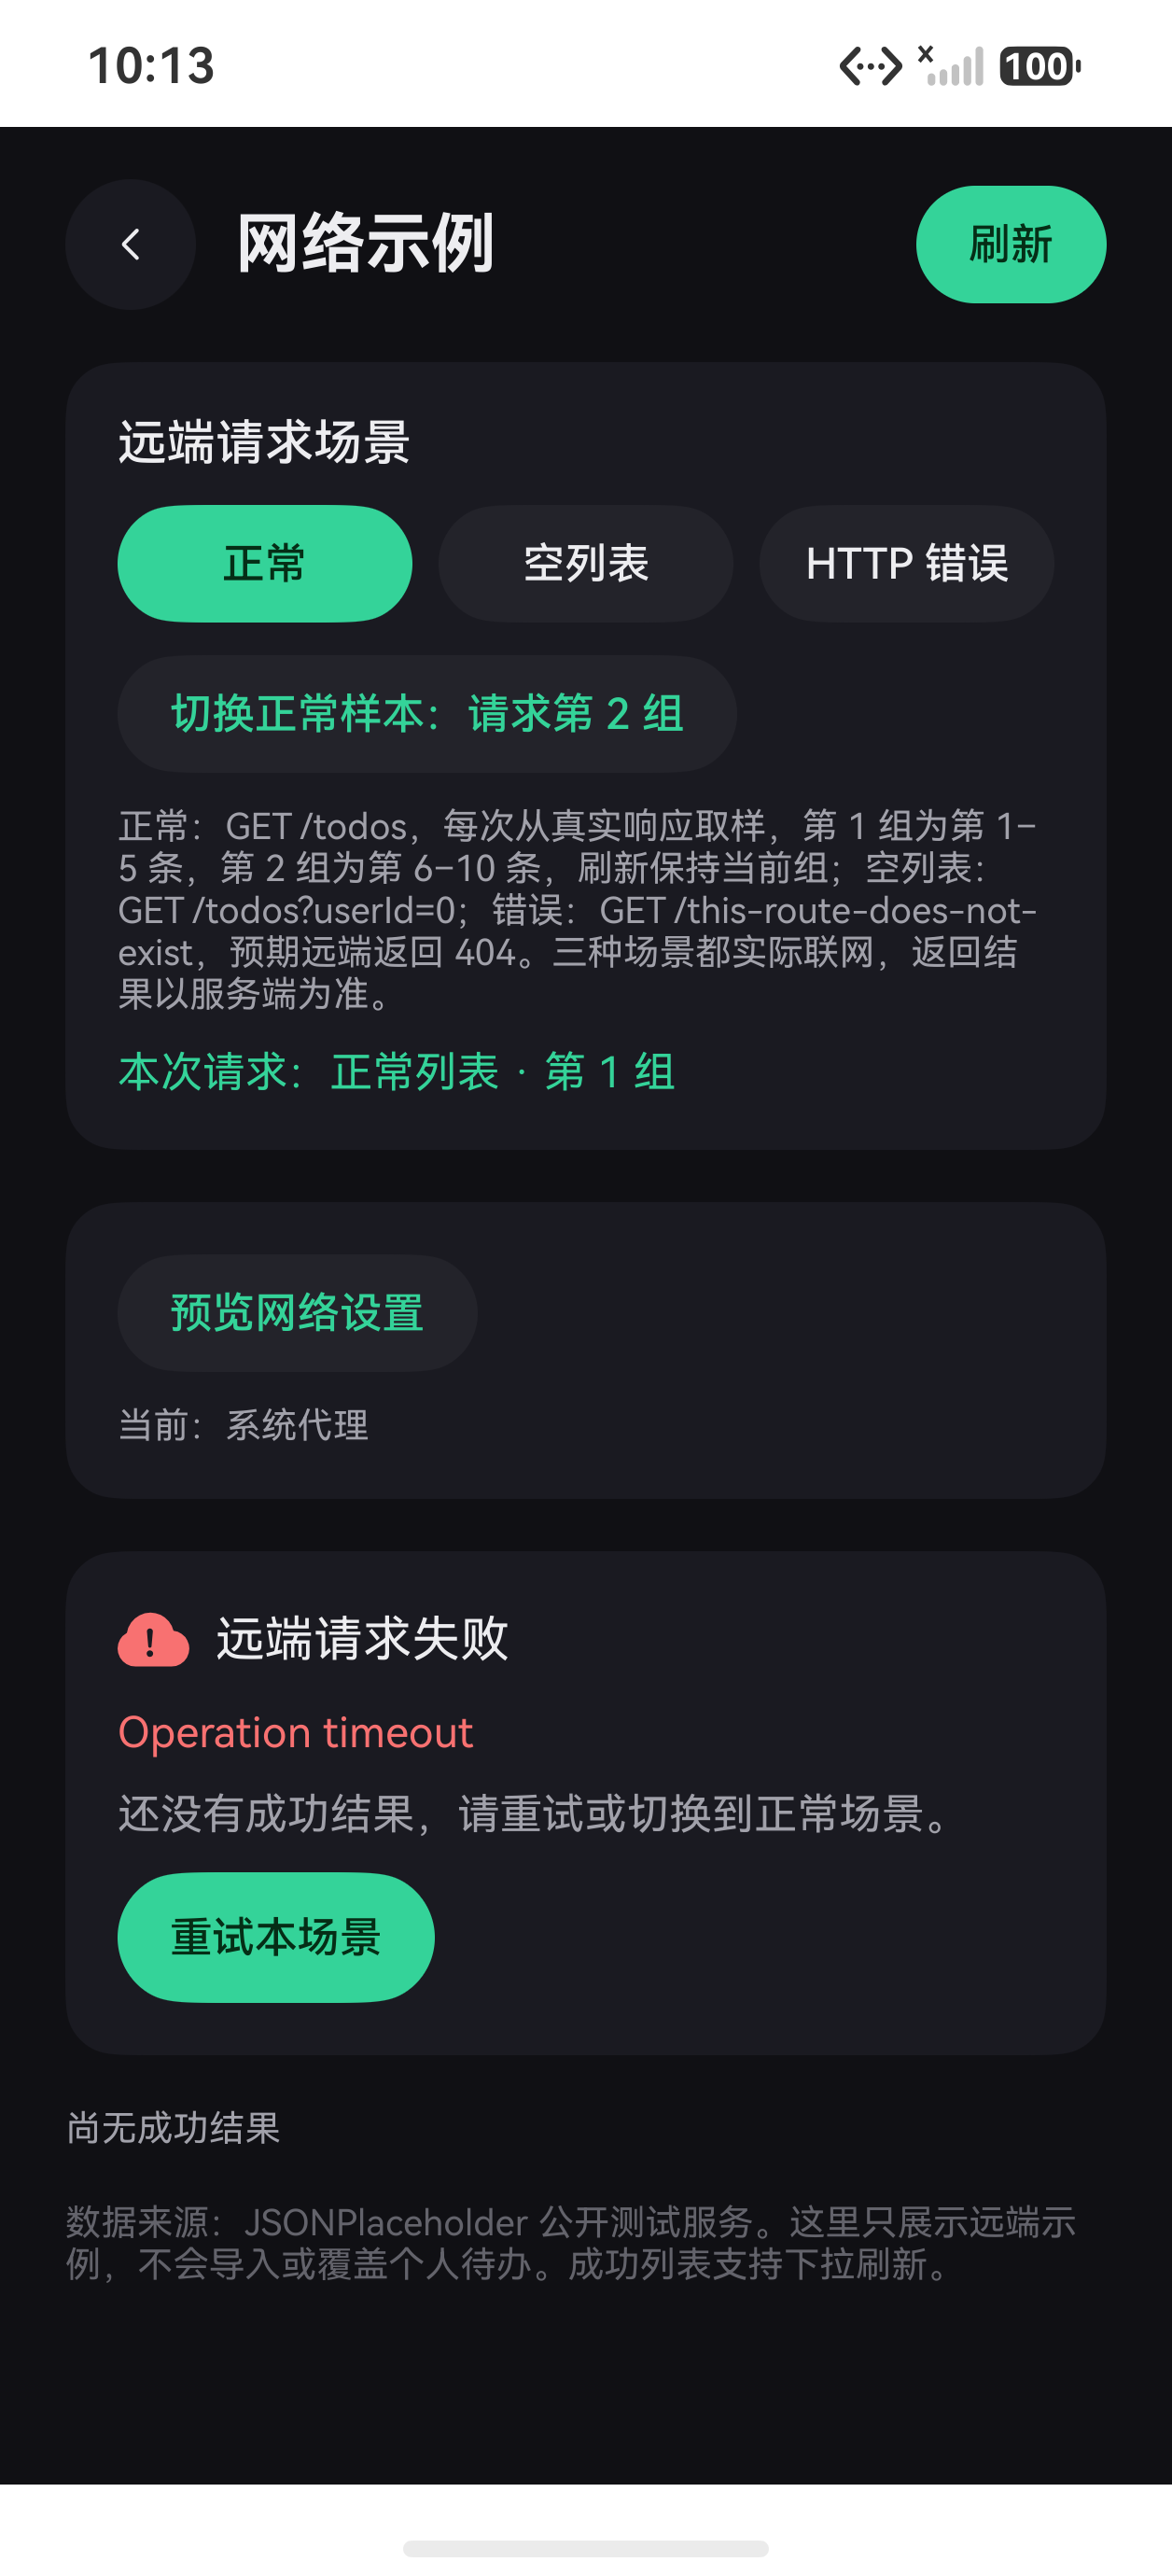 10:13
100
网络示例
刷新
远端请求场景
正常
空列表
HTTP 错误
切换正常样本：请求第 2 组
正常：GET /todos，每次从真实响应取样，第 1 组为第 1–
5 条，第 2 组为第 6–10 条，刷新保持当前组；空列表：
GET /todos?userId=0；错误：GET /this-route-does-not-
exist，预期远端返回 404。三种场景都实际联网，返回结
果以服务端为准。
本次请求：正常列表 · 第 1 组
预览网络设置
当前：系统代理
远端请求失败
Operation timeout
还没有成功结果，请重试或切换到正常场景。
重试本场景
尚无成功结果
数据来源：JSONPlaceholder 公开测试服务。这里只展示远端示
例，不会导入或覆盖个人待办。成功列表支持下拉刷新。